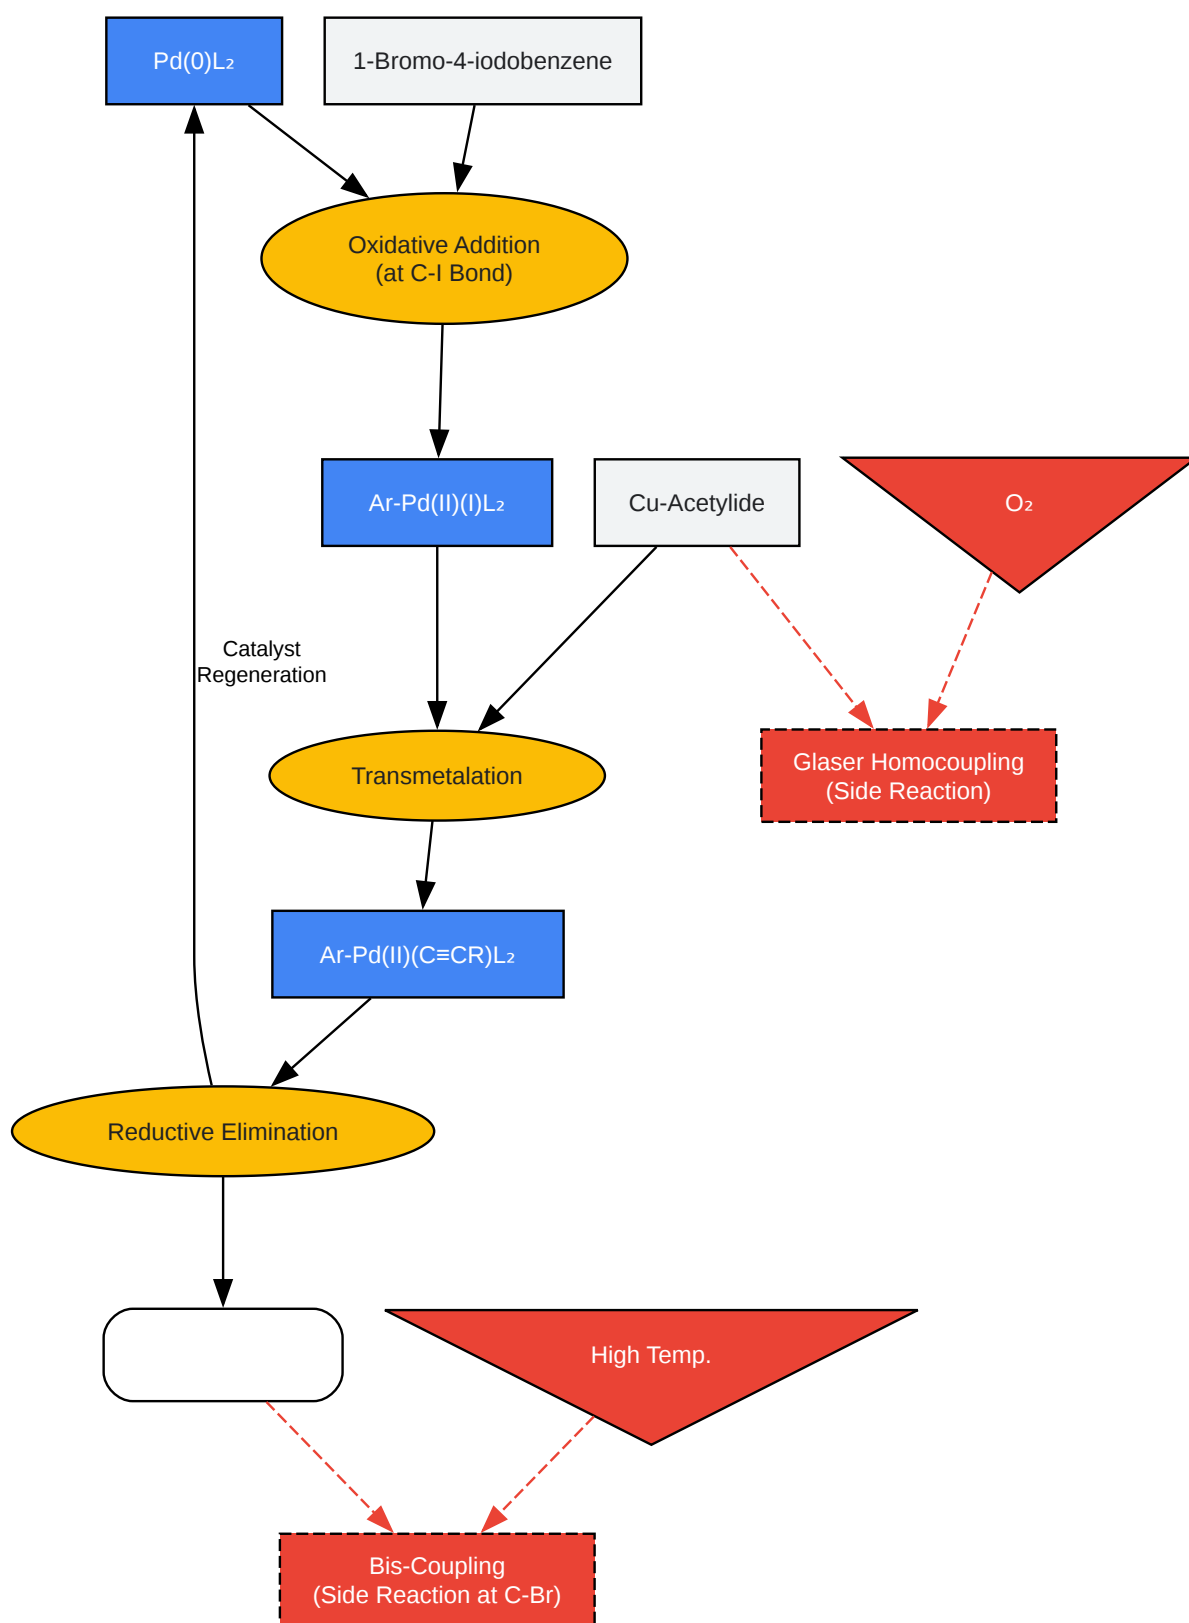 Pd(0)L₂
1-Bromo-4-iodobenzene
Oxidative Addition
(at C-I Bond)
Ar-Pd(II)(I)L₂
Cu-Acetylide
O₂
Catalyst
Regeneration
Transmetalation
Glaser Homocoupling
(Side Reaction)
Ar-Pd(II)(C≡CR)L₂
Reductive Elimination
High Temp.
Bis-Coupling
(Side Reaction at C-Br)